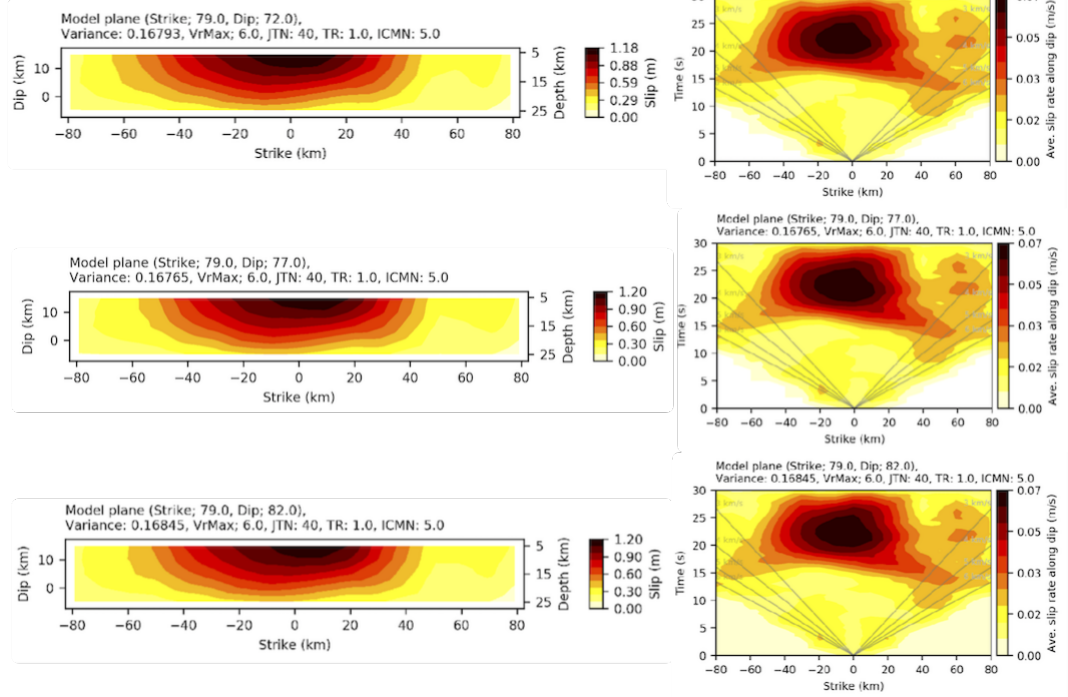 Model plane (Strike; 79.0, Dip; 72.0),
Variance: 0.16793, VrMax; 6.0, JTN: 40, TR: 1.0, ICMN: 5.0
Dip (km)
10
0
5
15
25
Depth (km)
−80 −60 −40 −20 0 20 40 60 80
Strike (km)
1.18
0.88
0.59
0.29
0.00
Slip (m)
Time (s)
25
20
15
10
5
0
−80 −60 −40 −20 0 20 40 60 80
Strike (km)
0.05
0.03
0.02
0.00
Ave. slip rate along dip (m/s)
Model plane (Strike; 79.0, Dip; 77.0),
Variance: 0.16765, VrMax; 6.0, JTN: 40, TR: 1.0, ICMN: 5.0
Dip (km)
10
0
5
15
25
Depth (km)
−80 −60 −40 −20 0 20 40 60 80
Strike (km)
1.20
0.90
0.60
0.30
0.00
Slip (m)
Model plane (Strike; 79.0, Dip; 77.0),
Variance: 0.16765, VrMax; 6.0, JTN: 40, TR: 1.0, ICMN: 5.0
Time (s)
30
25
20
15
10
5
0
−80 −60 −40 −20 0 20 40 60 80
Strike (km)
0.07
0.05
0.03
0.02
0.00
Ave. slip rate along dip (m/s)
Model plane (Strike; 79.0, Dip; 82.0),
Variance: 0.16845, VrMax; 6.0, JTN: 40, TR: 1.0, ICMN: 5.0
Dip (km)
10
0
5
15
25
Depth (km)
−80 −60 −40 −20 0 20 40 60 80
Strike (km)
1.20
0.90
0.60
0.30
0.00
Slip (m)
Model plane (Strike; 79.0, Dip; 82.0),
Variance: 0.16845, VrMax; 6.0, JTN: 40, TR: 1.0, ICMN: 5.0
Time (s)
30
25
20
15
10
5
0
−80 −60 −40 −20 0 20 40 60 80
Strike (km)
0.07
0.05
0.03
0.02
0.00
Ave. slip rate along dip (m/s)